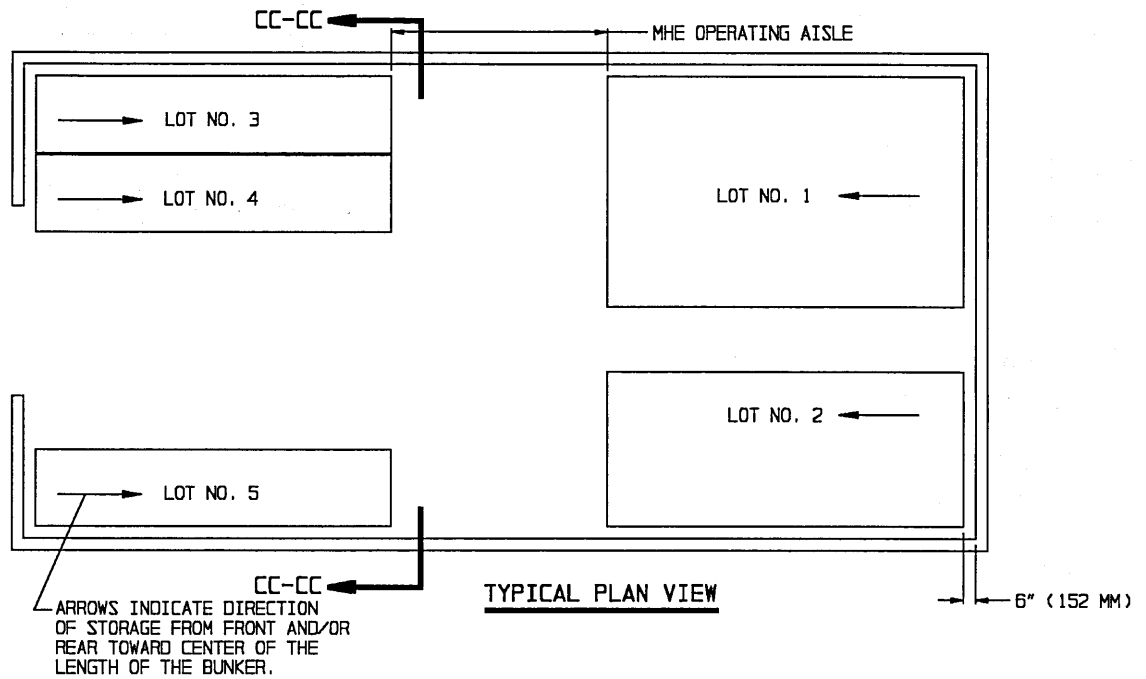 CC-CC
MHE OPERATING AISLE
LOT NO. 3
LOT NO. 4
LOT NO. 1
LOT NO. 2
LOT NO. 5
CC-CC
TYPICAL PLAN VIEW
6" (152 MM)
ARROWS INDICATE DIRECTION
OF STORAGE FROM FRONT AND/OR
REAR TOWARD CENTER OF THE
LENGTH OF THE BUNKER.